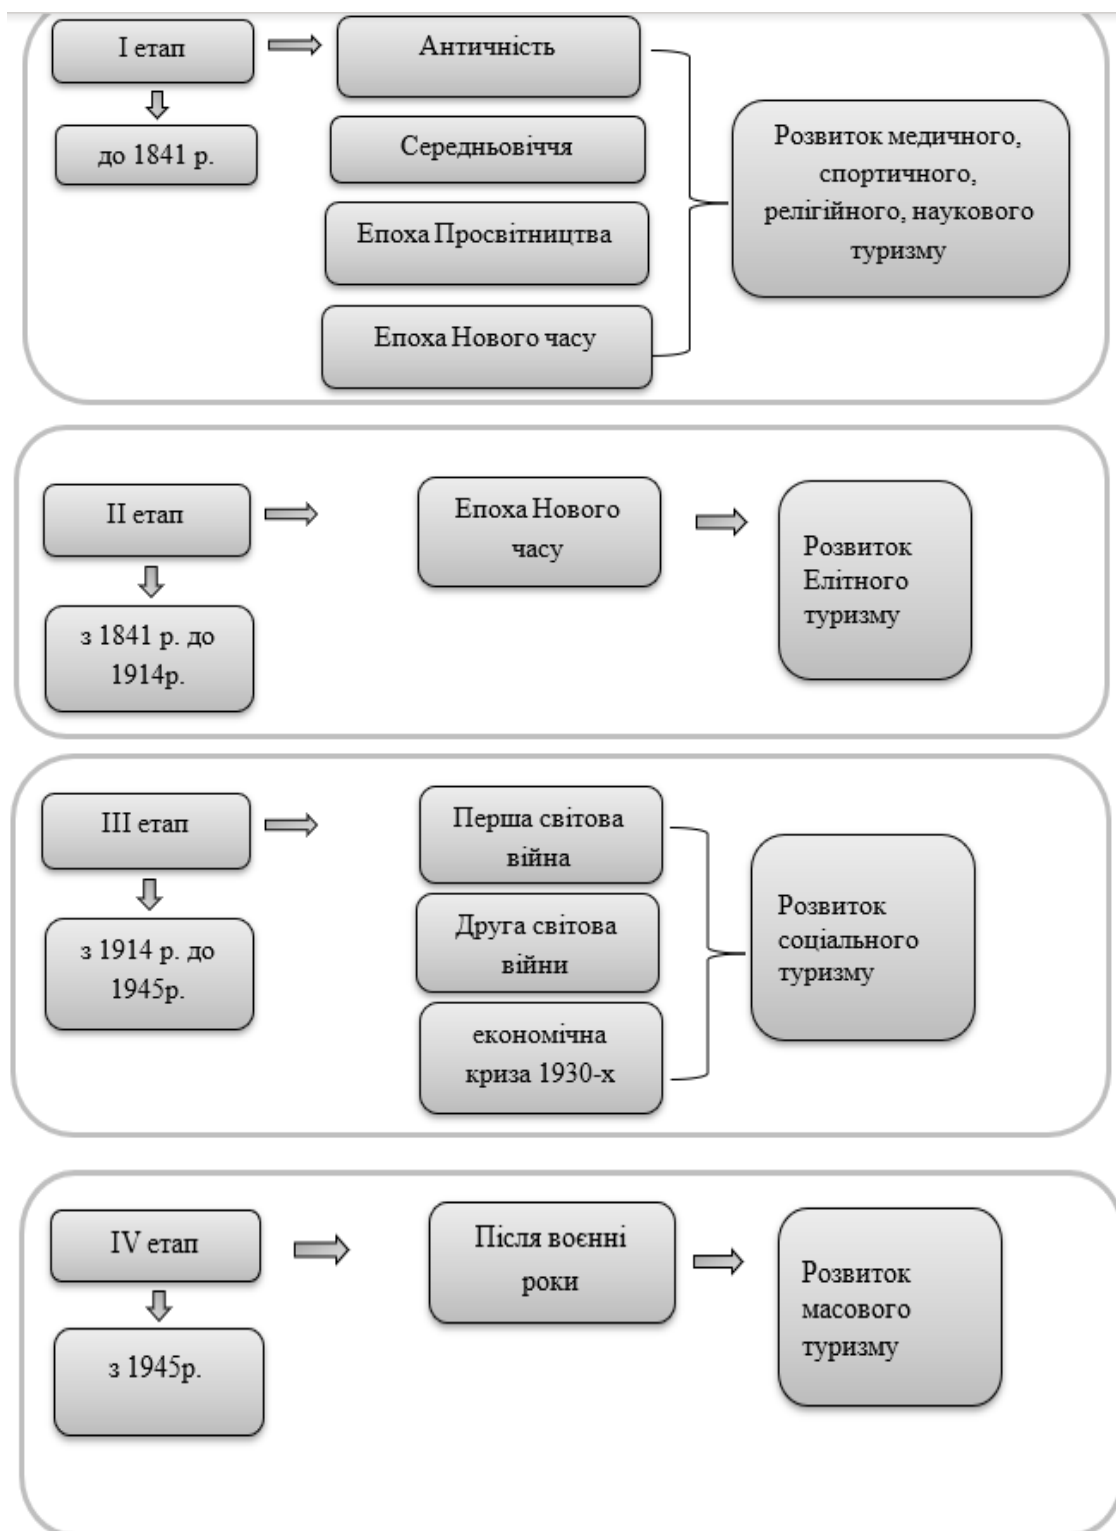 І етап
до 1841 р.
Античність
Середньовіччя
Епоха Просвітництва
Епоха Нового часу
Розвиток медичного,
спортичного,
релігійного, наукового
туризму
ІІ етап
з 1841 р. до
1914р.
Епоха Нового
часу
Розвиток
Елітного
туризму
ІІІ етап
з 1914 р. до
1945р.
Перша світова
війна
Друга світова
війни
економічна
криза 1930-х
Розвиток
соціального
туризму
IV етап
з 1945р.
Після воєнні
роки
Розвиток
масового
туризму